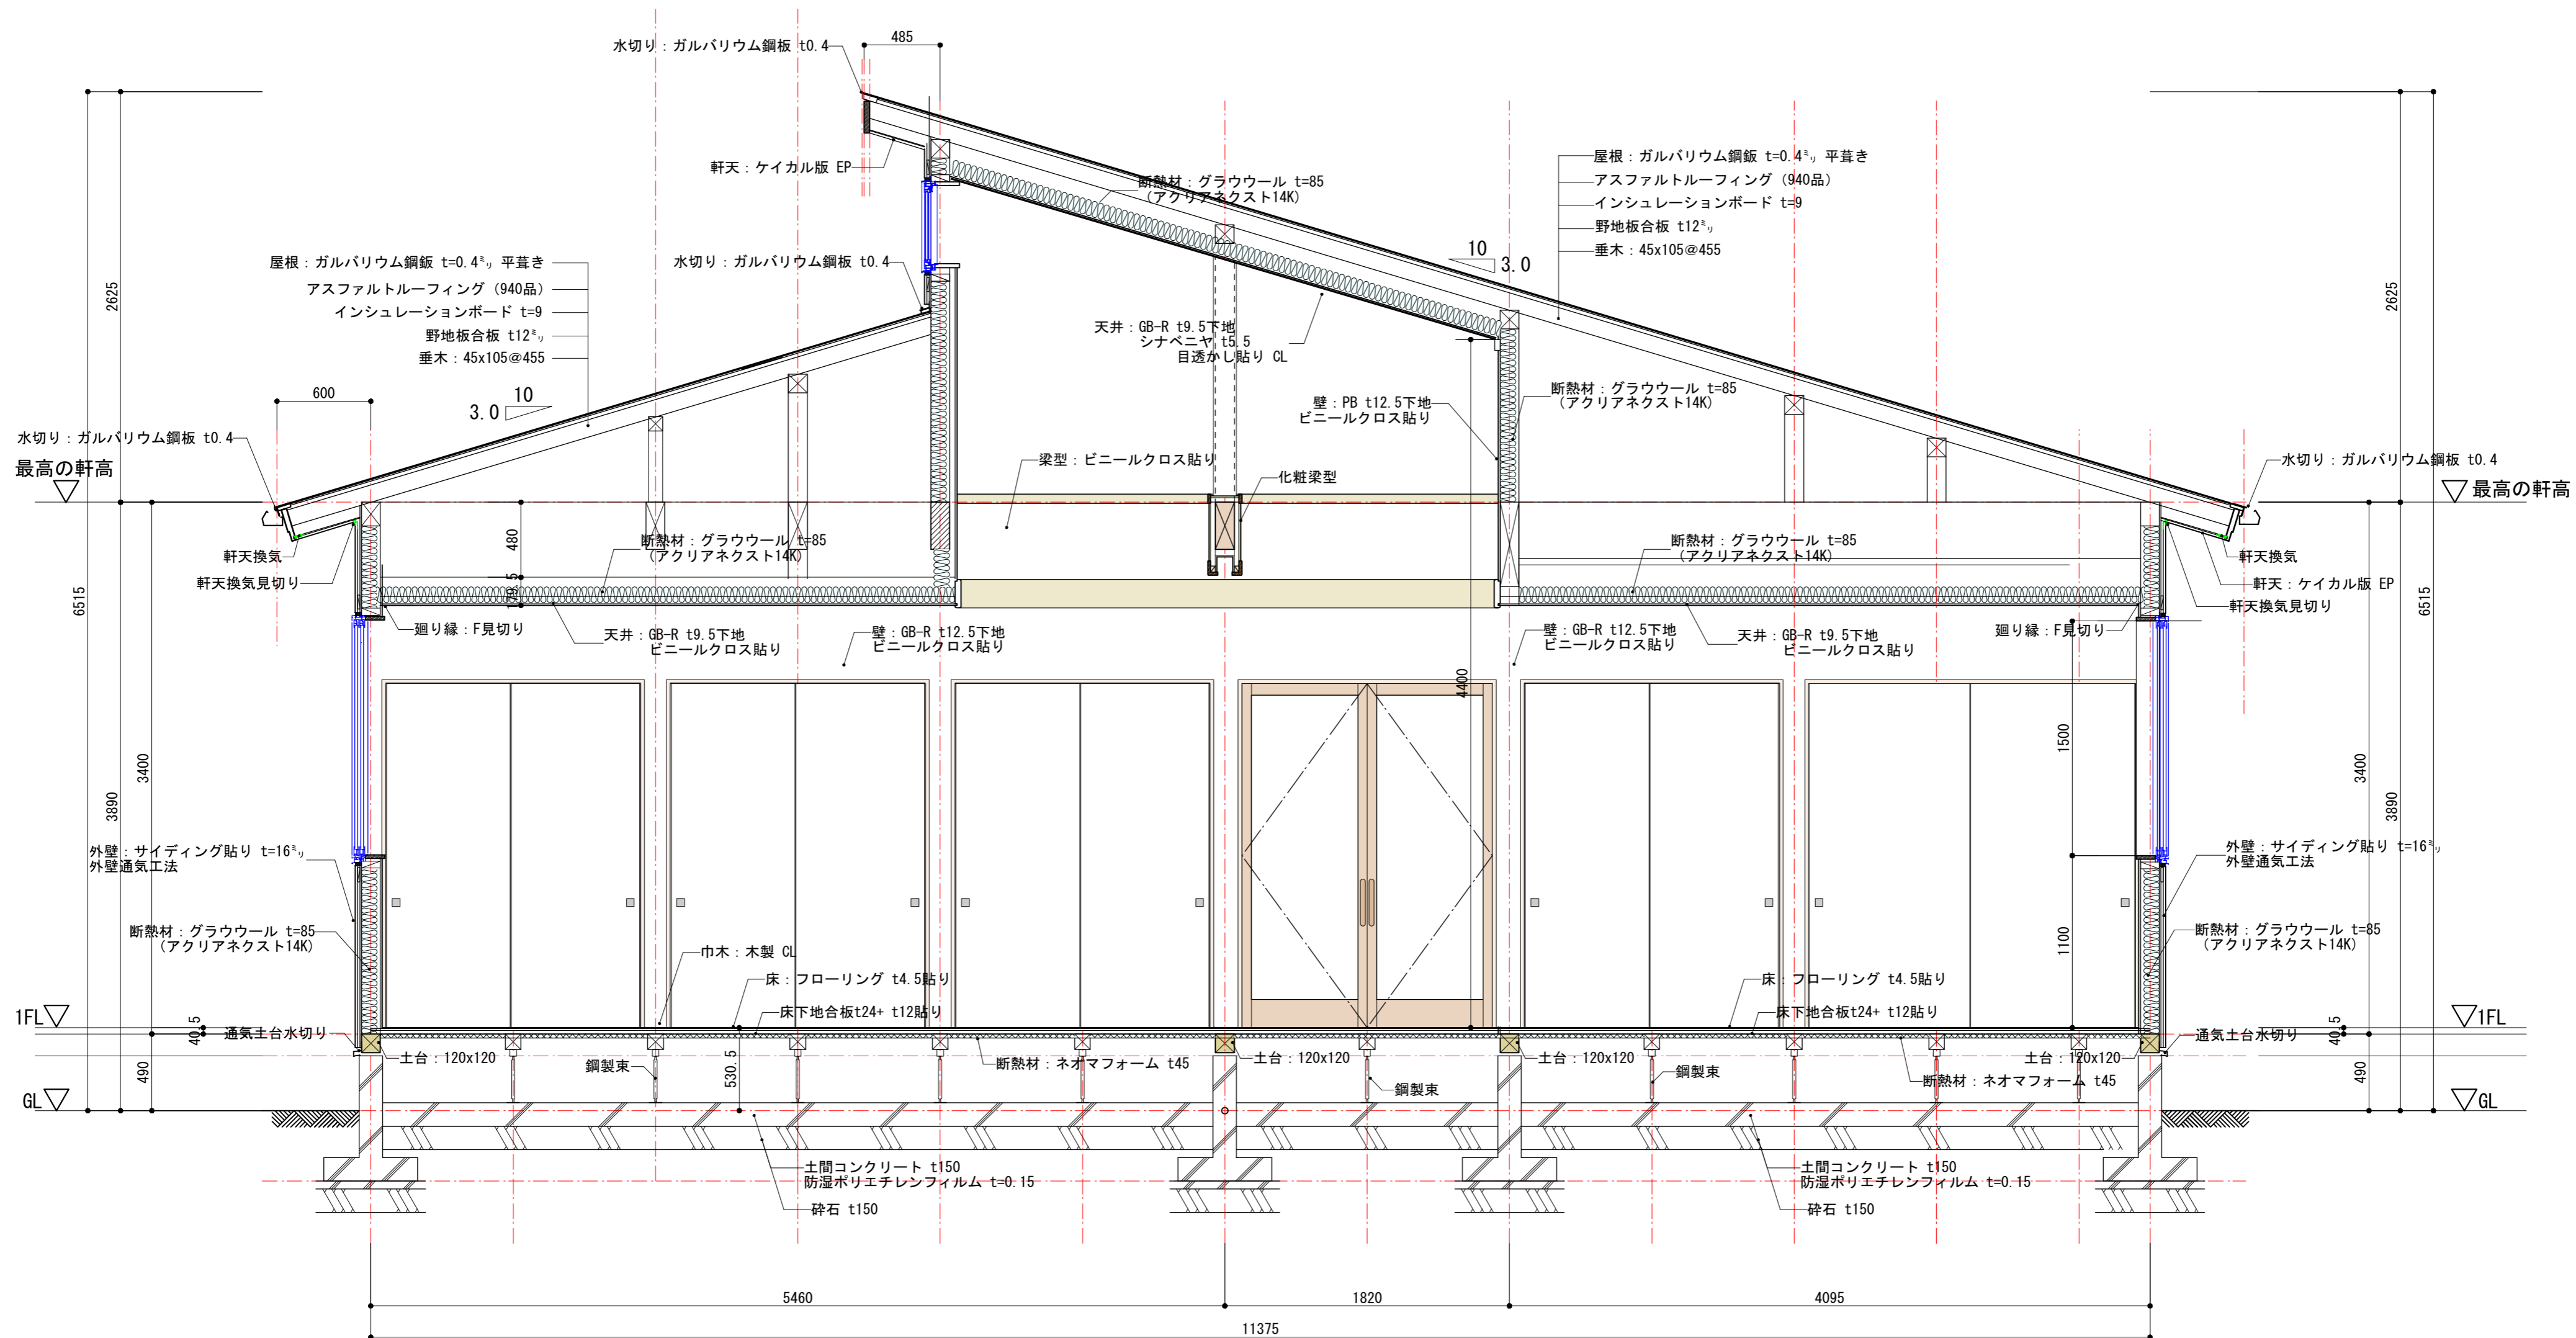 水切り：ガルバリウム鋼板 t0.4
485
軒天：ケイカル版 EP
断熱材：グラウウール t=85
（アクリアネクスト14K）
屋根：ガルバリウム鋼鈑 t=0.4㍉ 平葺き
アスファルトルーフィング（940品）
インシュレーションボード t=9
野地板合板 t12㍉
垂木：45x105@455
10
3.0
屋根：ガルバリウム鋼鈑 t=0.4㍉ 平葺き
アスファルトルーフィング（940品）
インシュレーションボード t=9
野地板合板 t12㍉
垂木：45x105@455
水切り：ガルバリウム鋼板 t0.4
2625
2625
天井：GB-R t9.5下地
シナベニヤ t5.5
目透かし貼り CL
600
10
3.0
壁：PB t12.5下地
ビニールクロス貼り
断熱材：グラウウール t=85
（アクリアネクスト14K）
水切り：ガルバリウム鋼板 t0.4
最高の軒高
梁型：ビニールクロス貼り
化粧梁型
水切り：ガルバリウム鋼板 t0.4
最高の軒高
480
179.5
断熱材：グラウウール t=85
（アクリアネクスト14K）
断熱材：グラウウール t=85
（アクリアネクスト14K）
軒天換気
軒天換気見切り
軒天換気
軒天：ケイカル版 EP
軒天換気見切り
6515
6515
廻り縁：F見切り
天井：GB-R t9.5下地
ビニールクロス貼り
壁：GB-R t12.5下地
ビニールクロス貼り
壁：GB-R t12.5下地
ビニールクロス貼り
天井：GB-R t9.5下地
ビニールクロス貼り
廻り縁：F見切り
4400
1500
3400
3890
3400
3890
外壁：サイディング貼り t=16㍉
外壁通気工法
外壁：サイディング貼り t=16㍉
外壁通気工法
断熱材：グラウウール t=85
（アクリアネクスト14K）
断熱材：グラウウール t=85
（アクリアネクスト14K）
1100
巾木：木製 CL
床：フローリング t4.5貼り
床下地合板t24+ t12貼り
床：フローリング t4.5貼り
床下地合板t24+ t12貼り
1FL
40.5
通気土台水切り
1FL
40.5
通気土台水切り
土台：120x120
鋼製束
530.5
断熱材：ネオマフォーム t45
土台：120x120
鋼製束
土台：120x120
鋼製束
土台：120x120
断熱材：ネオマフォーム t45
490
490
GL
GL
土間コンクリート t150
防湿ポリエチレンフィルム t=0.15
砕石 t150
土間コンクリート t150
防湿ポリエチレンフィルム t=0.15
砕石 t150
5460
1820
4095
11375